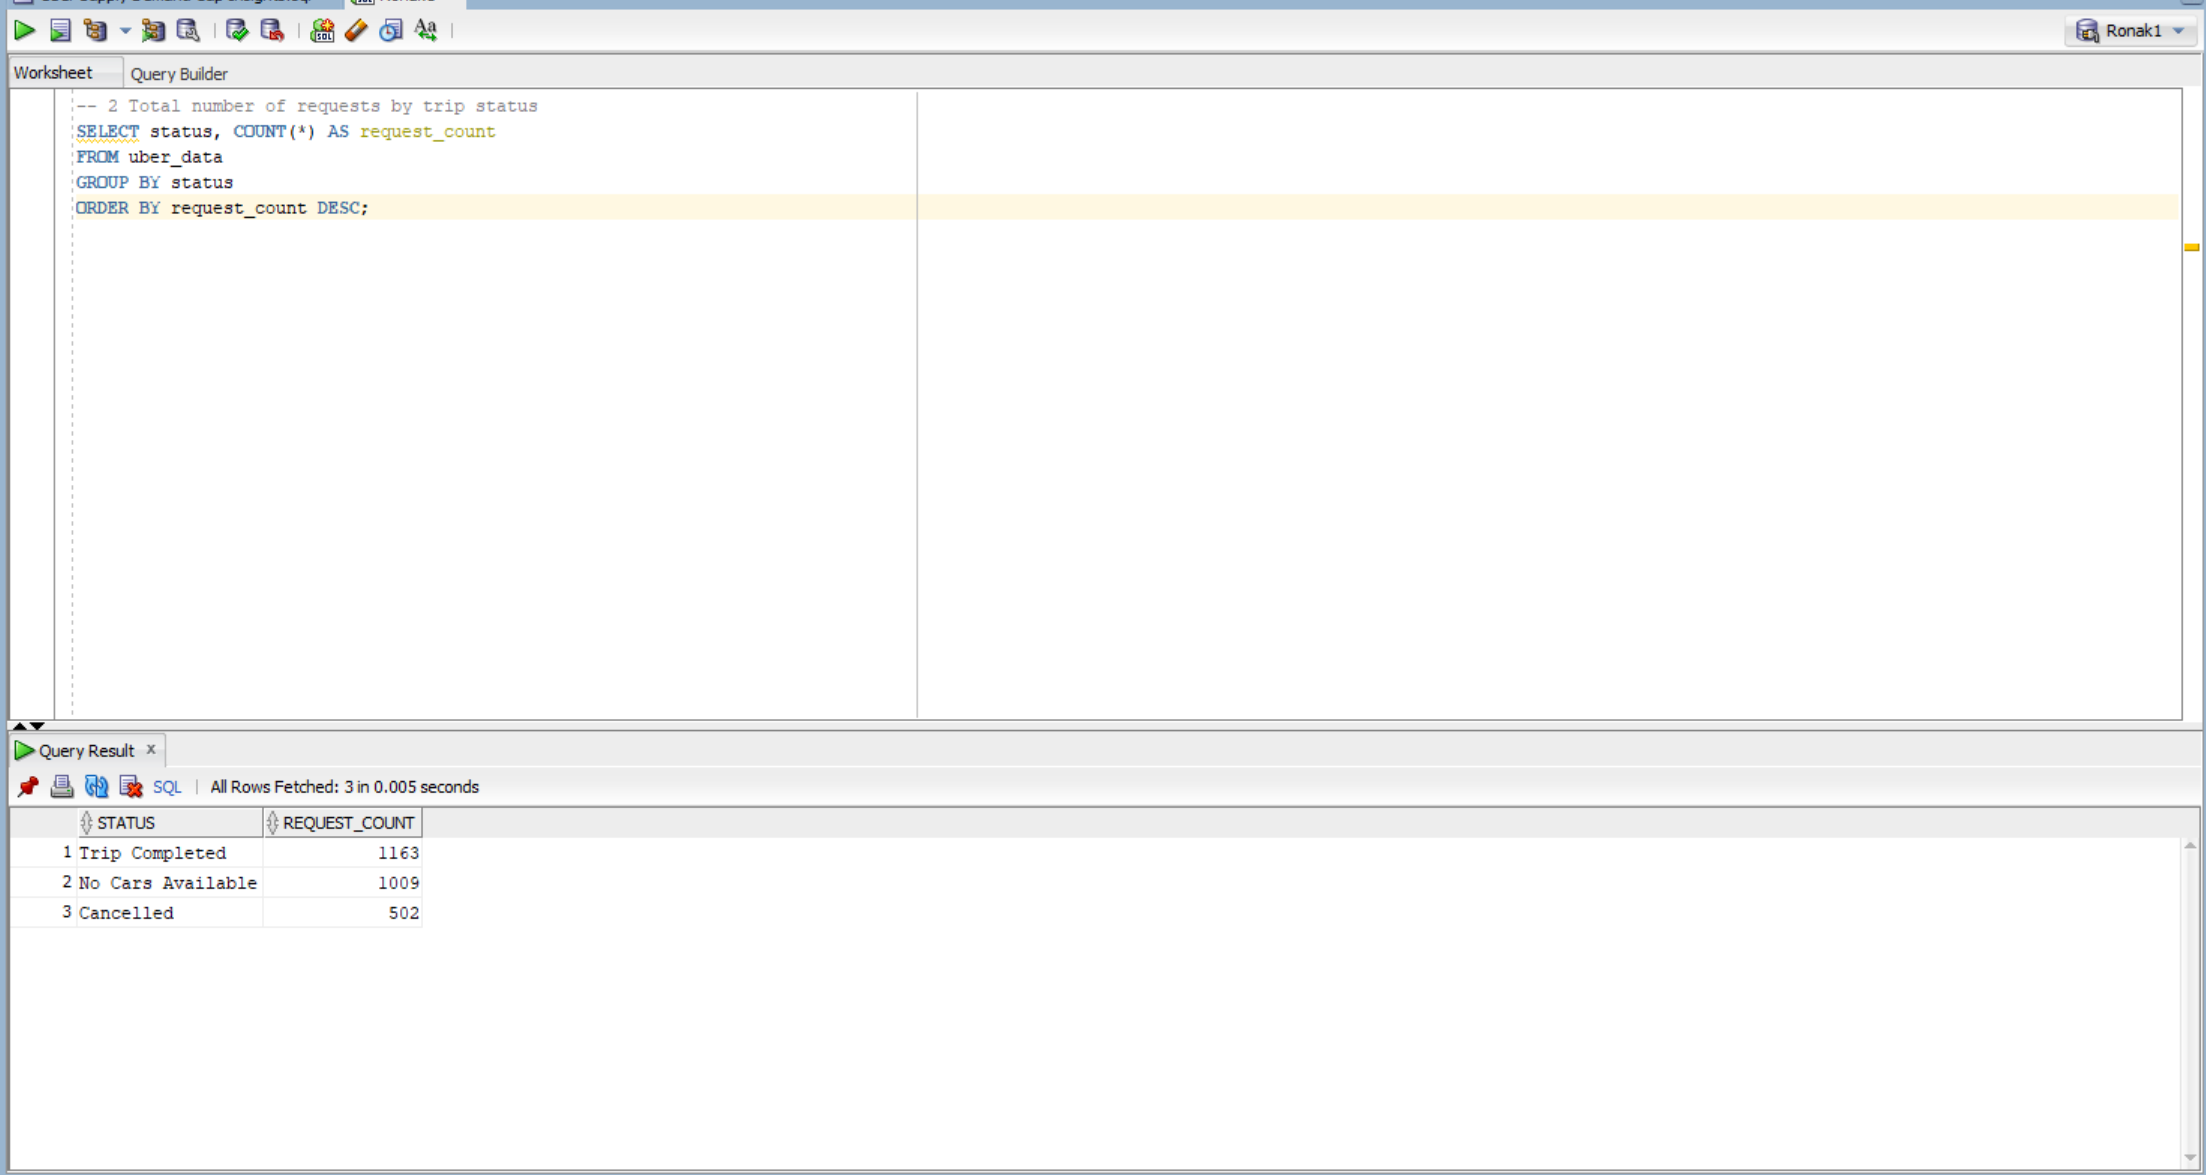 Ronak1
Worksheet
Query Builder
-- 2 Total number of requests by trip status
SELECT status, COUNT(*) AS request_count
FROM uber_data
GROUP BY status
ORDER BY request_count DESC;
Query Result x
SQL | All Rows Fetched: 3 in 0.005 seconds
STATUS REQUEST_COUNT
1 Trip Completed 1163
2 No Cars Available 1009
3 Cancelled 502